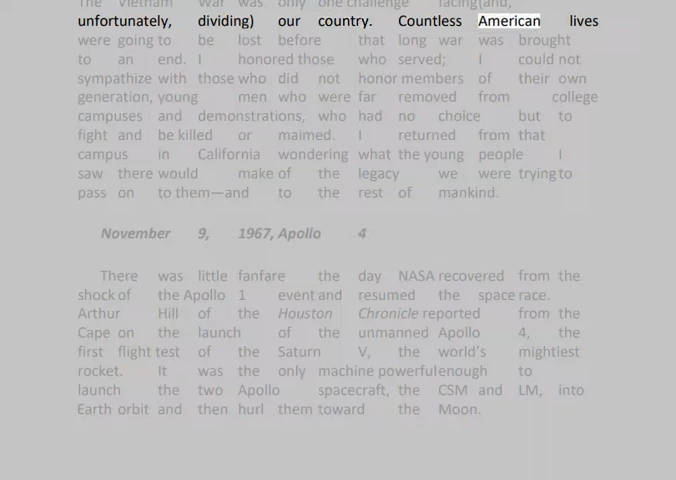 The Vietnam War was only one challenge facing(and,
unfortunately, dividing) our country. Countless American lives
were going to be lost before that long war was brought
to an end. I honored those who served; I could not
sympathize with those who did not honor members of their own
generation, young men who were far removed from college
campuses and demonstrations, who had no choice but to
fight and be killed or maimed. I returned from that
campus in California wondering what the young people I
saw there would make of the legacy we were trying to
pass on to them—and to the rest of mankind.
November 9, 1967, Apollo 4
There was little fanfare the day NASA recovered from the
shock of the Apollo 1 event and resumed the space race.
Arthur Hill of the Houston Chronicle reported from the
Cape on the launch of the unmanned Apollo 4, the
first flight test of the Saturn V, the world's mightiest
rocket. It was the only machine powerful enough to
launch the two Apollo spacecraft, the CSM and LM, into
Earth orbit and then hurl them toward the Moon.